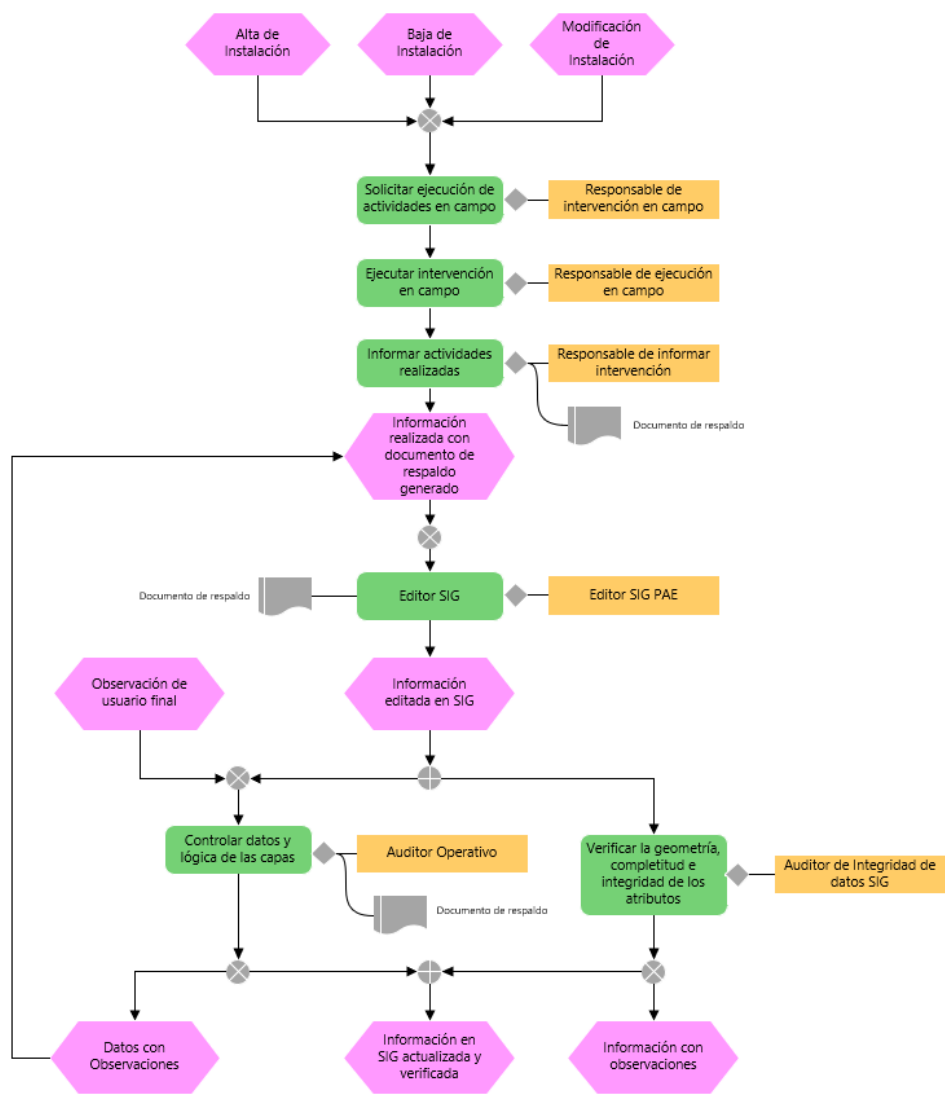 Alta de
Instalación
Baja de
Instalación
Modificación
de
Instalación
Solicitar ejecución de
actividades en campo
Responsable de
intervención en campo
Ejecutar intervención
en campo
Responsable de ejecución
en campo
Informar actividades
realizadas
Responsable de informar
intervención
Documento de respaldo
Información
realizada con
documento de
respaldo
generado
Documento de respaldo
Editor SIG
Editor SIG PAE
Observación de
usuario final
Información
editada en SIG
Controlar datos y
lógica de las capas
Auditor Operativo
Documento de respaldo
Verificar la geometría,
completitud e
integridad de los
atributos
Auditor de Integridad de
datos SIG
Datos con
Observaciones
Información en
SIG actualizada y
verificada
Información con
observaciones